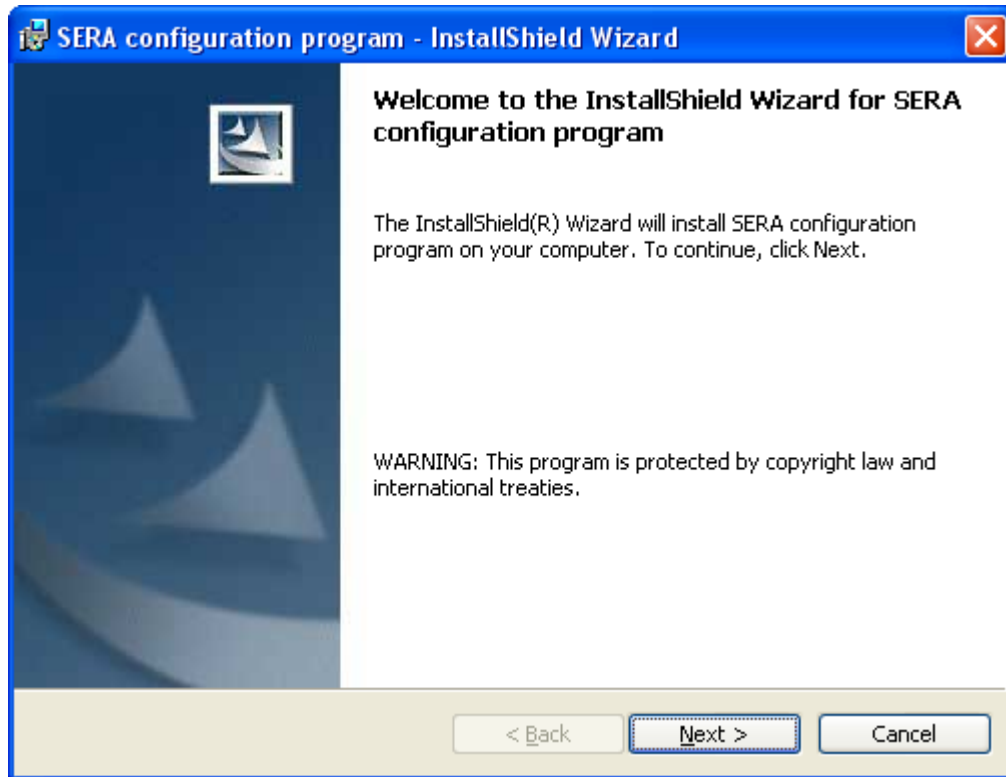 SERA configuration program - InstallShield Wizard
Welcome to the InstallShield Wizard for SERA
configuration program
The InstallShield(R) Wizard will install SERA configuration
program on your computer. To continue, click Next.
WARNING: This program is protected by copyright law and
international treaties.
< Back
Next >
Cancel